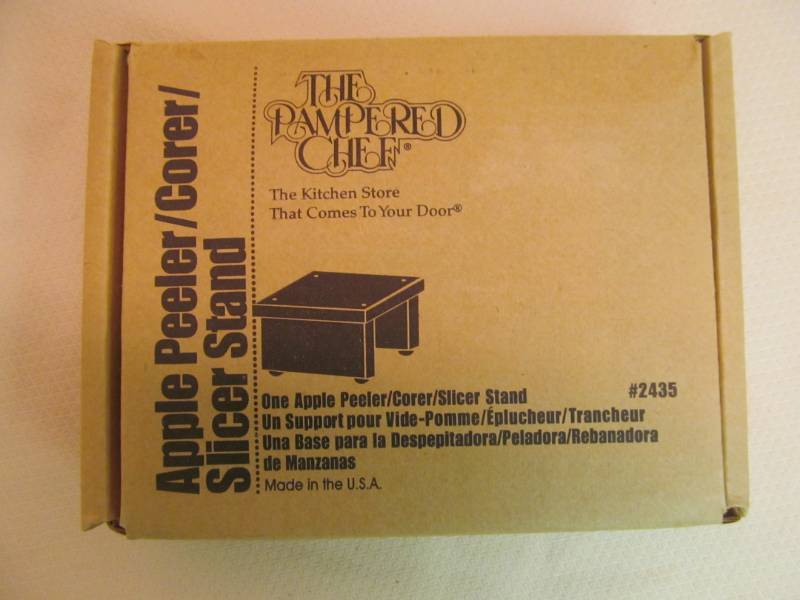 Apple Peeler/Corer/
Slicer Stand
THE
PAMPERED
CHEF®
The Kitchen Store
That Comes To Your Door®
One Apple Peeler/Corer/Slicer Stand #2435
Un Support pour Vide-Pomme/Éplucheur/Trancheur
Una Base para la Despepitadora/Peladora/Rebanadora
de Manzanas
Made in the U.S.A.